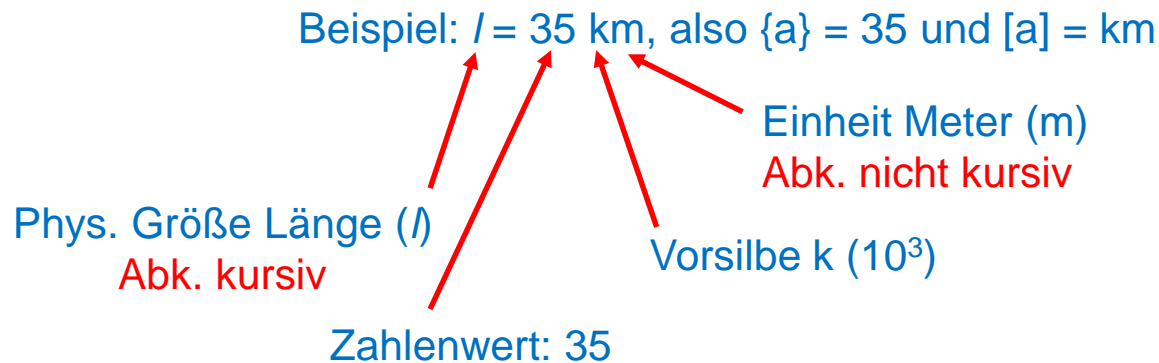 Beispiel: l = 35 km, also {a} = 35 und [a] = km
Einheit Meter (m)
Abk. nicht kursiv
Phys. Größe Länge (l)
Abk. kursiv
Vorsilbe k (10³)
Zahlenwert: 35